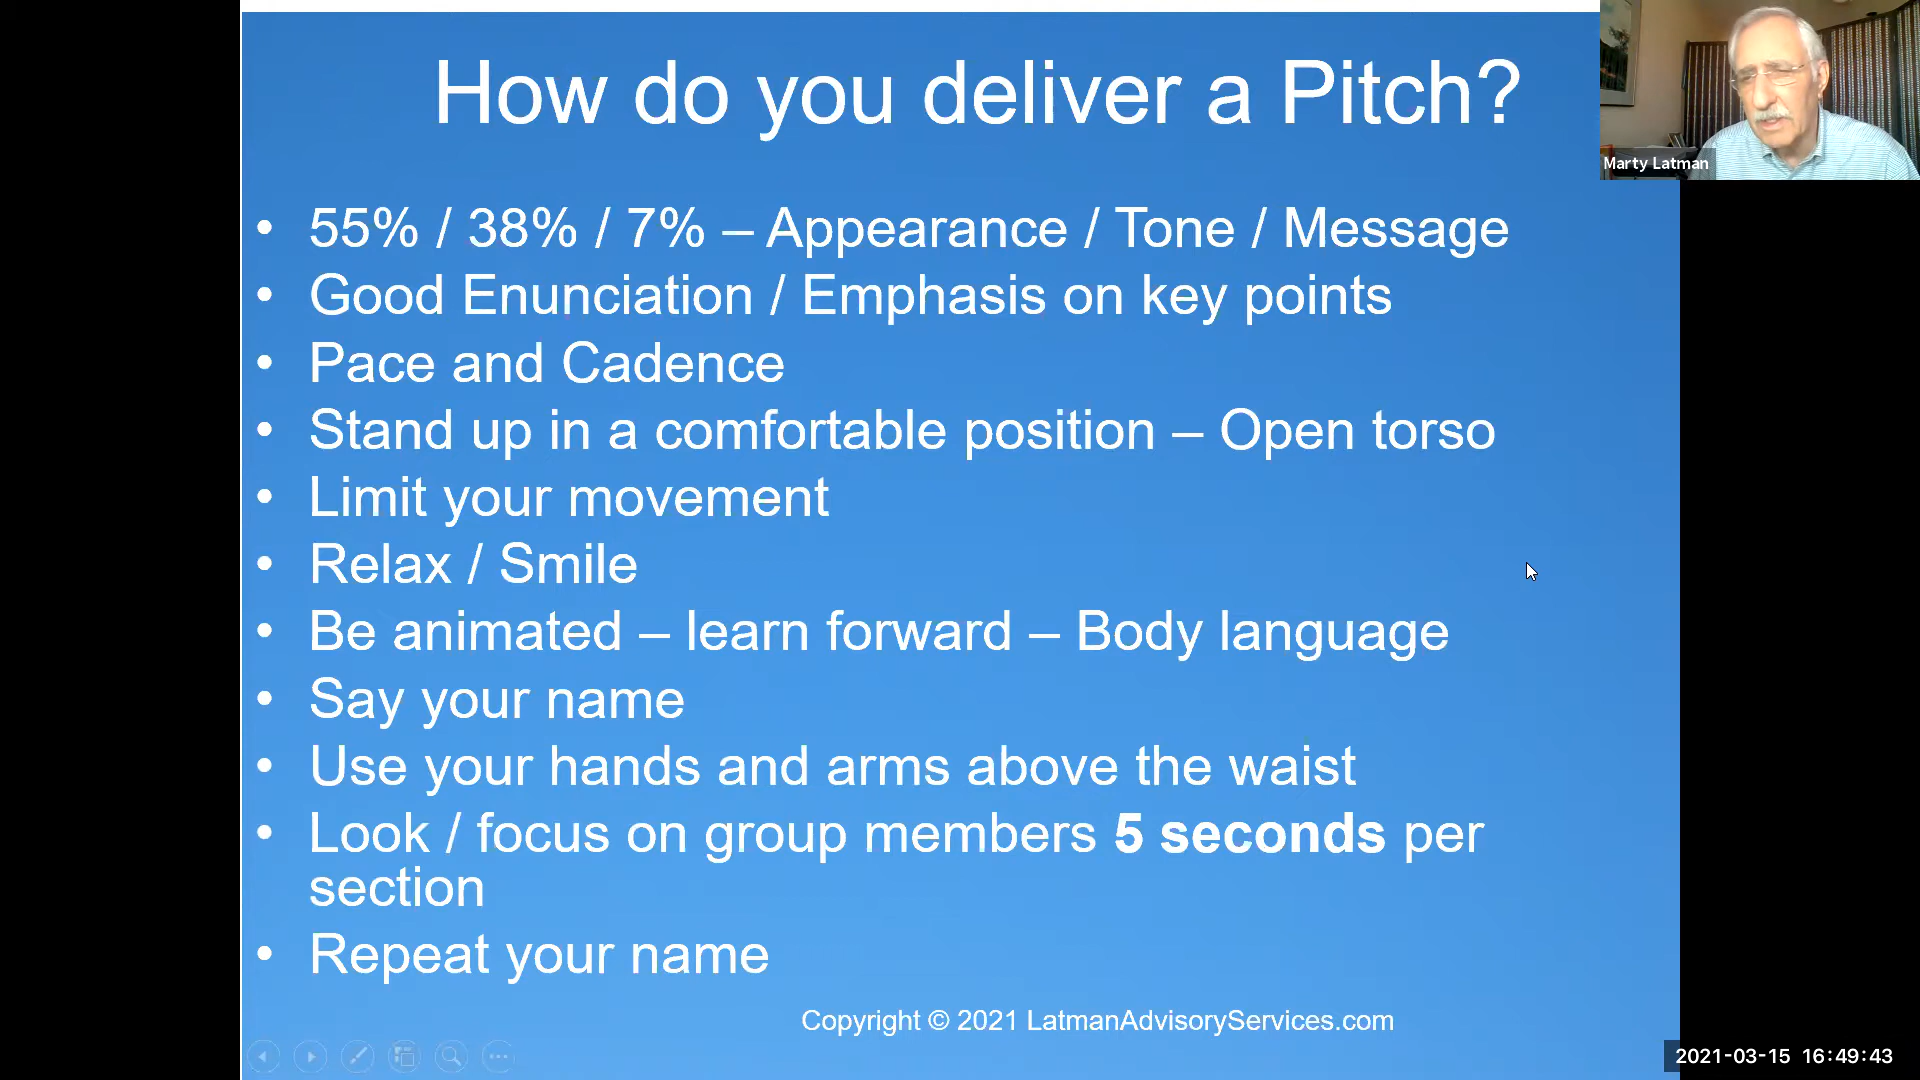 How do you deliver a Pitch?
Marty Latman
• 55% / 38% / 7% – Appearance / Tone / Message
• Good Enunciation / Emphasis on key points
• Pace and Cadence
• Stand up in a comfortable position – Open torso
• Limit your movement
• Relax / Smile
• Be animated – learn forward – Body language
• Say your name
• Use your hands and arms above the waist
• Look / focus on group members 5 seconds per
section
• Repeat your name
Copyright © 2021 LatmanAdvisoryServices.com
2021-03-15 16:49:43